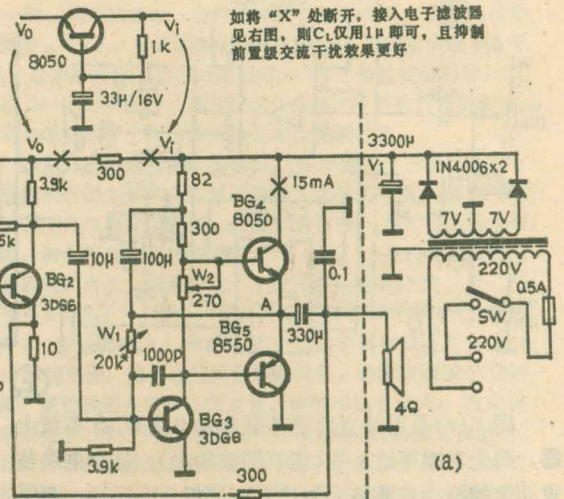 如将“X”处断开，接入电子滤波器
见右图，则CL仅用1μ即可，且抑制
前置级交流干扰效果更好
Vo
Vi
8050
1k
33μ/16V
Vo
Vi
300
3300μ
1N4006x2
3.9k
82
15mA
V1
7V
7V
BG4
8050
5k
10μ
100μ
300
BG2
3DG6
W2
270
0.1
220V
0.5A
A
SW
W1
20k
BG5
8550
330μ
220V
10
1000P
4Ω
BG3
3DG6
3.9k
(a)
300